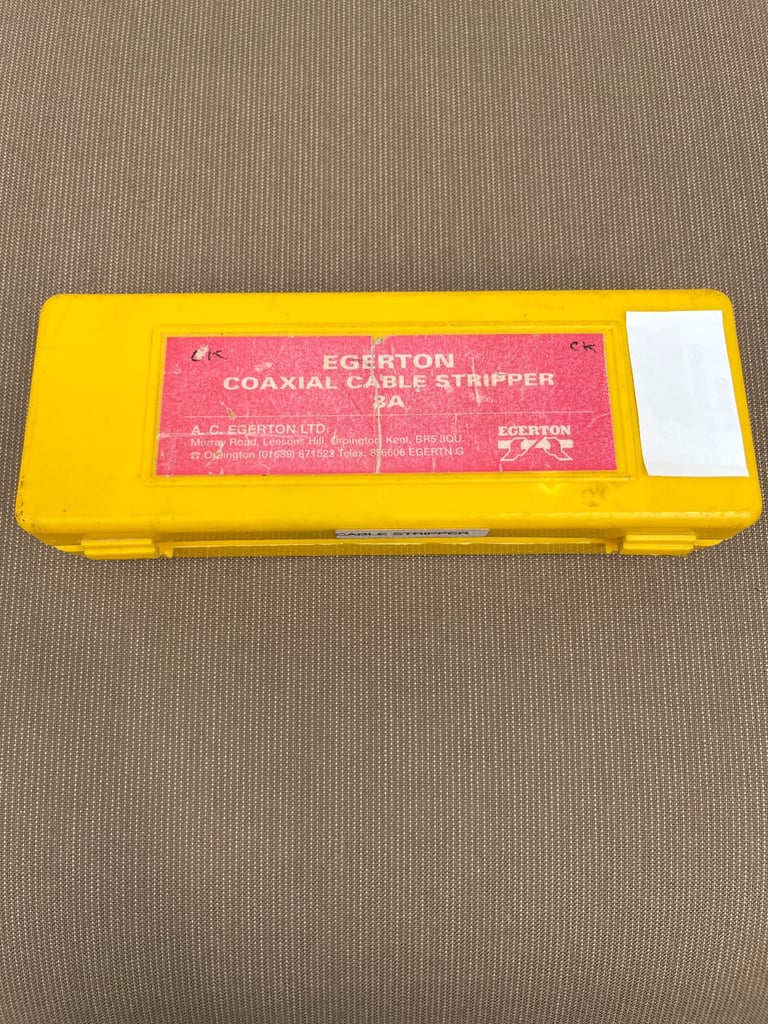 CK
CK
EGERTON
COAXIAL CABLE STRIPPER
8A
A. C. EGERTON LTD.
Murray Road, Leesons Hill, Orpington, Kent, BR5 3QU.
☎ Orpington (01689) 871522 Telex. 896606 EGERTN G
EGERTON
CABLE STRIPPER